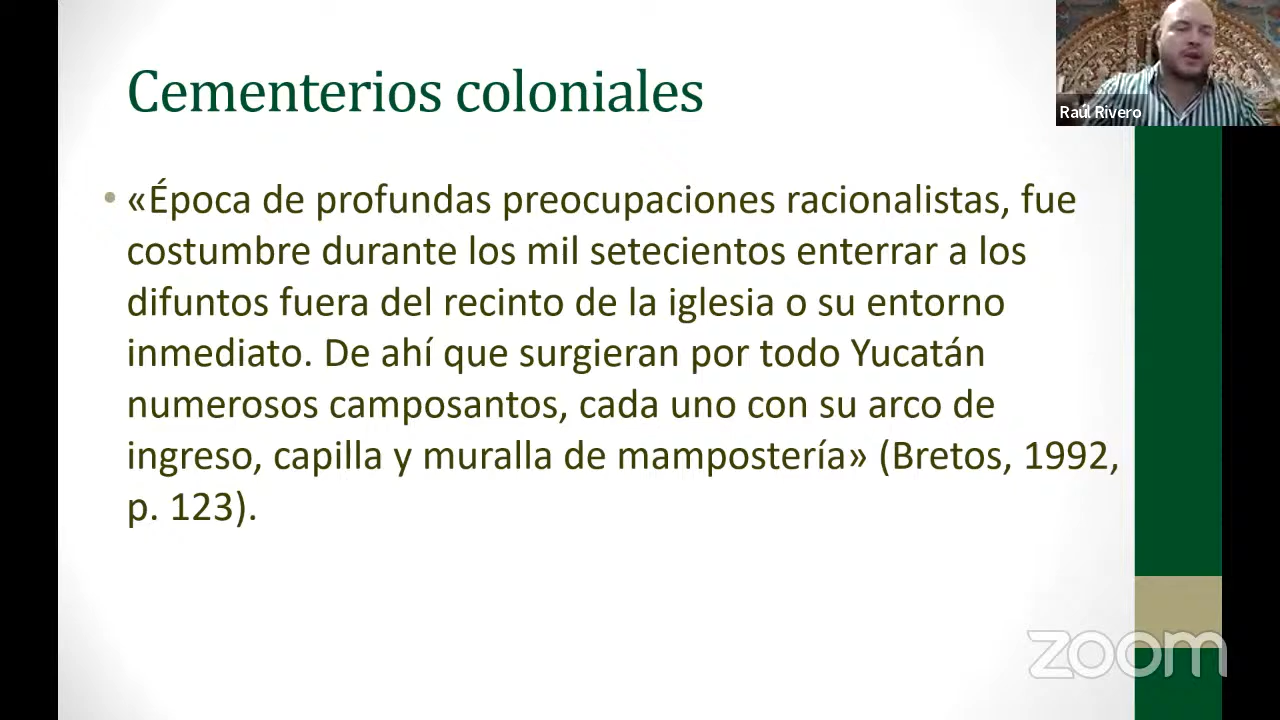 Cementerios coloniales
Raúl Rivero
• «Época de profundas preocupaciones racionalistas, fue
costumbre durante los mil setecientos enterrar a los
difuntos fuera del recinto de la iglesia o su entorno
inmediato. De ahí que surgieran por todo Yucatán
numerosos camposantos, cada uno con su arco de
ingreso, capilla y muralla de mampostería» (Bretos, 1992,
p. 123).
zoom